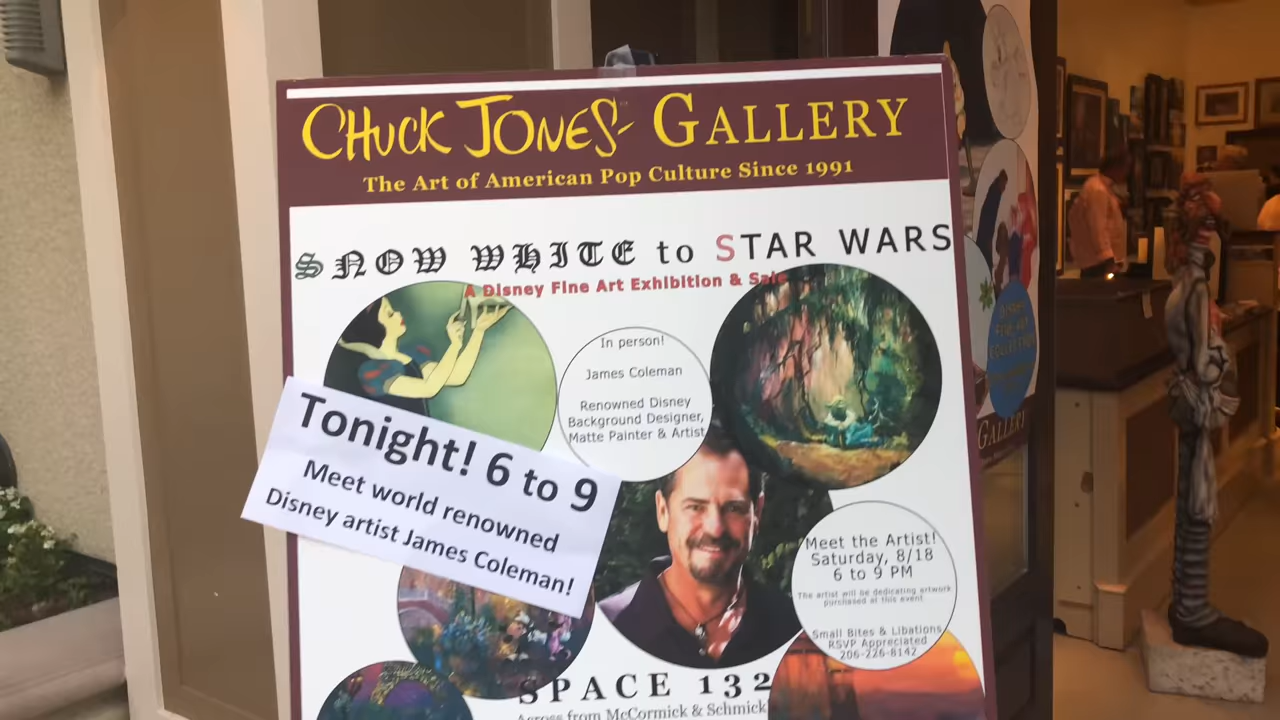 CHUCK JONES GALLERY
The Art of American Pop Culture Since 1991
SNOW WHITE to STAR WARS
A Disney Fine Art Exhibition & Sale
In person!
James Coleman
Renowned Disney
Background Designer,
Matte Painter & Artist
Tonight! 6 to 9
Meet world renowned
Disney artist James Coleman!
Meet the Artist!
Saturday, 8/18
6 to 9 PM
The artist will be dedicating artwork
purchased at this event
Small Bites & Libations
RSVP Appreciated
206-226-8142
SPACE 132
Across from McCormick & Schmick
DISNEY
FINE ART
GALLERY